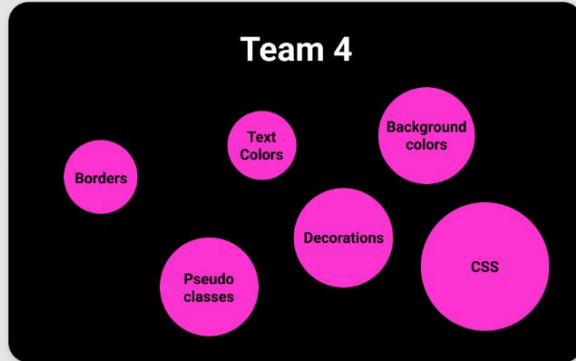 Team 4
Text
Colors
Background
colors
Borders
Decorations
CSS
Pseudo
classes